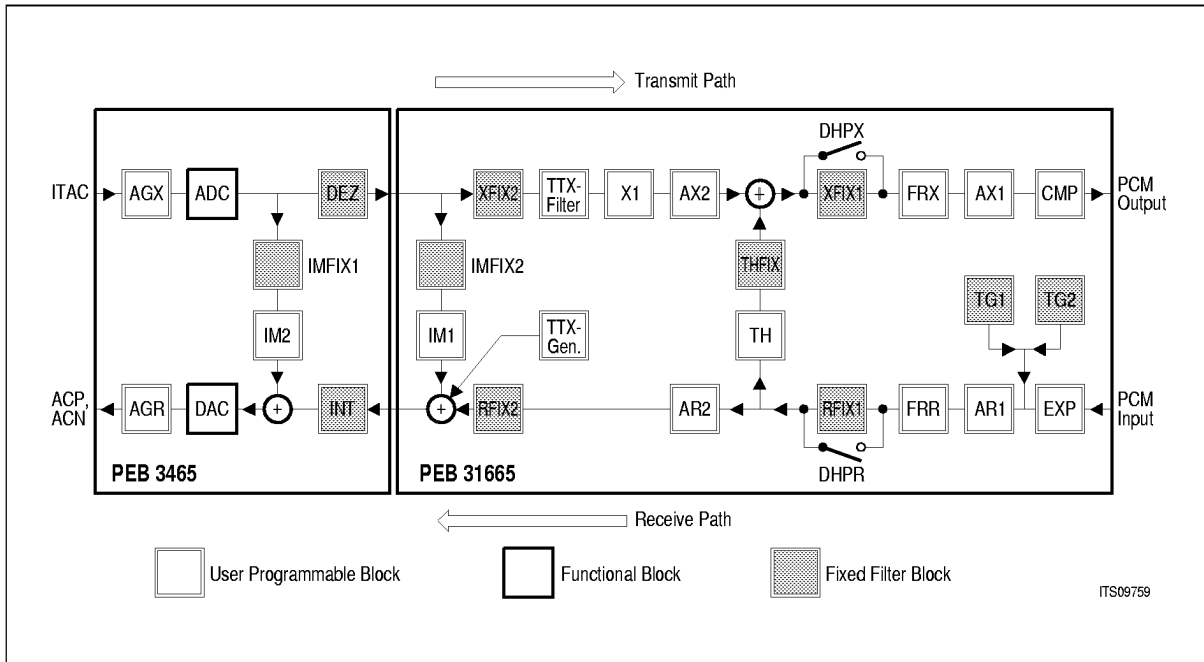 Transmit Path
DHPX
ITAC
AGX
ADC
DEZ
XFIX2
TTX-
Filter
X1
AX2
+
XFIX1
FRX
AX1
CMP
PCM
Output
IMFIX1
IMFIX2
THFIX
TG1
TG2
IM2
IM1
TTX-
Gen.
TH
ACP,
ACN
AGR
DAC
+
INT
+
RFIX2
AR2
RFIX1
FRR
AR1
EXP
PCM
Input
DHPR
PEB 3465
PEB 31665
Receive Path
User Programmable Block
Functional Block
Fixed Filter Block
ITS09759